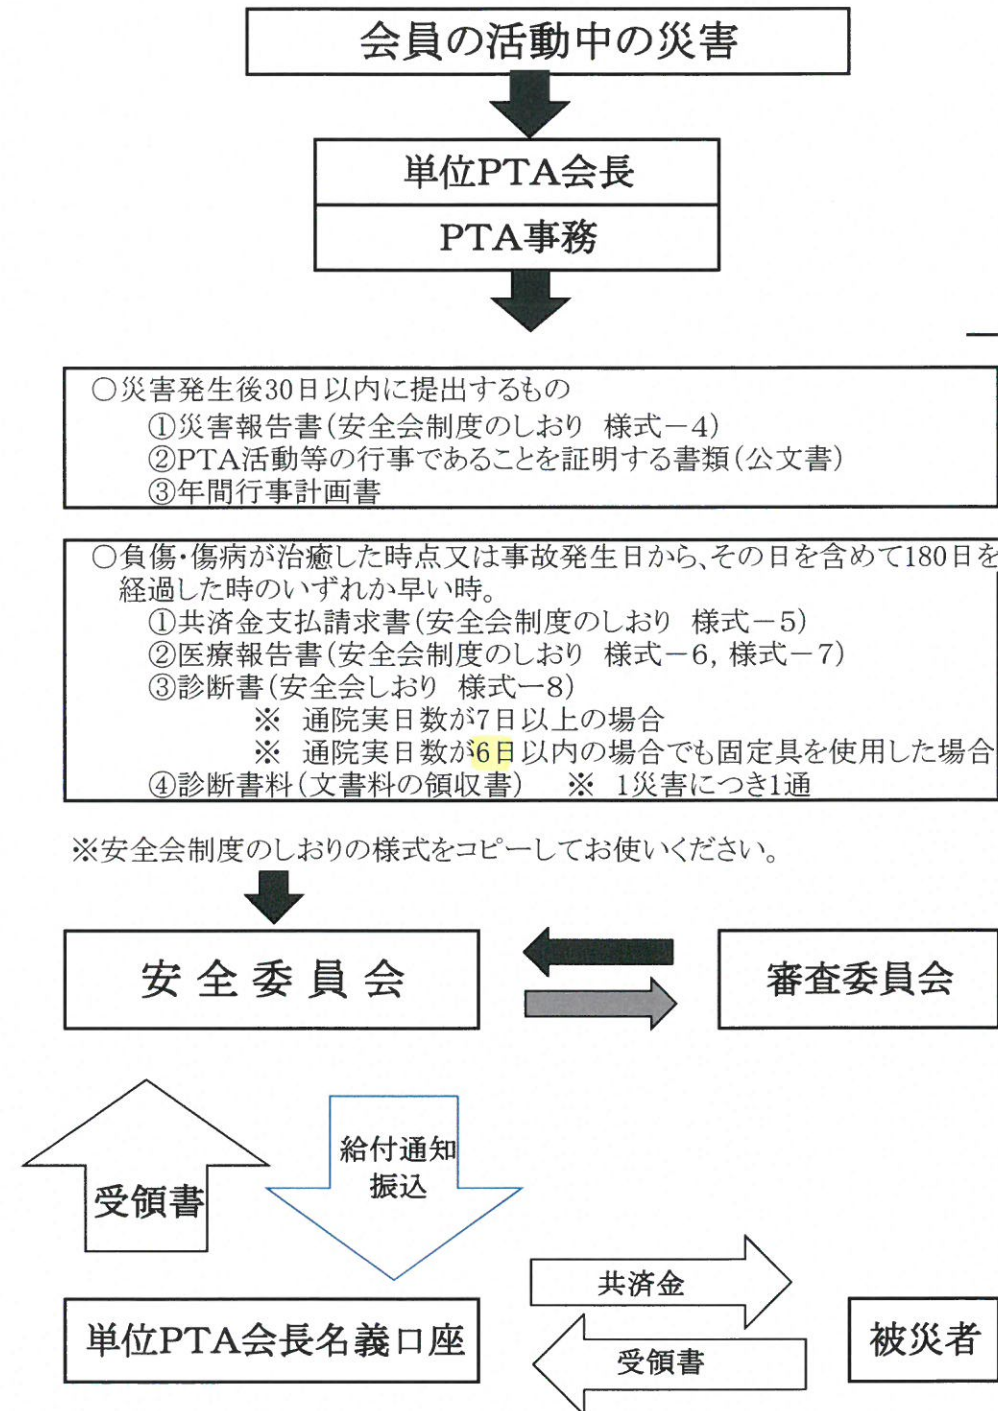 会員の活動中の災害
単位PTA会長
PTA事務
○災害発生後30日以内に提出するもの
①災害報告書(安全会制度のしおり 様式－4)
②PTA活動等の行事であることを証明する書類(公文書)
③年間行事計画書
○負傷・傷病が治癒した時点又は事故発生日から、その日を含めて180日を
経過した時のいずれか早い時。
①共済金支払請求書(安全会制度のしおり 様式－5)
②医療報告書(安全会制度のしおり 様式－6, 様式－7)
③診断書(安全会しおり 様式ー8)
※ 通院実日数が7日以上の場合
※ 通院実日数が6日以内の場合でも固定具を使用した場合
④診断書料(文書料の領収書) ※ 1災害につき1通
※安全会制度のしおりの様式をコピーしてお使いください。
安 全 委 員 会
審査委員会
受領書
給付通知
振込
共済金
単位PTA会長名義口座
受領書
被災者